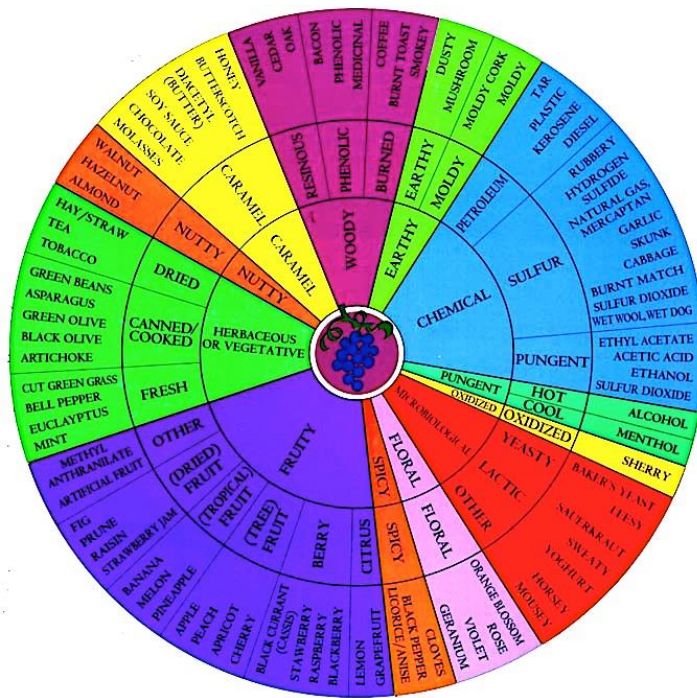 WOODY
RESINOUS
VANILLA
CEDAR
OAK
PHENOLIC
BACON
PHENOLIC
MEDICINAL
BURNED
COFFEE
BURNT TOAST
SMOKEY
EARTHY
EARTHY
DUSTY
MUSHROOM
MOLDY
MOLDY CORK
MOLDY
CHEMICAL
PETROLEUM
TAR
PLASTIC
KEROSENE
DIESEL
SULFUR
RUBBERY
HYDROGEN
SULFIDE
NATURAL GAS,
MERCAPTAN
GARLIC
SKUNK
CABBAGE
BURNT MATCH
SULFUR DIOXIDE
WET WOOL, WET DOG
PUNGENT
ETHYL ACETATE
ACETIC ACID
ETHANOL
SULFUR DIOXIDE
PUNGENT
HOT
ALCOHOL
COOL
MENTHOL
OXIDIZED
OXIDIZED
SHERRY
MICROBIOLOGICAL
YEASTY
BAKER'S YEAST
LEESY
LACTIC
SAUERKRAUT
SWEATY
YOGHURT
OTHER
HORSEY
MOUSEY
FLORAL
FLORAL
ORANGE BLOSSOM
ROSE
VIOLET
GERANIUM
SPICY
SPICY
CLOVES
BLACK PEPPER
LICORICE/ANISE
FRUITY
CITRUS
GRAPEFRUIT
LEMON
BERRY
BLACKBERRY
RASPBERRY
STAWBERRY
BLACK CURRANT
(CASSIS)
(TREE)
FRUIT
CHERRY
APRICOT
PEACH
APPLE
(TROPICAL)
FRUIT
PINEAPPLE
MELON
BANANA
(DRIED)
FRUIT
STRAWBERRY JAM
RAISIN
PRUNE
FIG
OTHER
ARTIFICIAL FRUIT
METHYL
ANTHRANILATE
HERBACEOUS
OR VEGETATIVE
FRESH
CUT GREEN GRASS
BELL PEPPER
EUCLAYPTUS
MINT
CANNED/
COOKED
GREEN BEANS
ASPARAGUS
GREEN OLIVE
BLACK OLIVE
ARTICHOKE
DRIED
HAY/STRAW
TEA
TOBACCO
NUTTY
NUTTY
WALNUT
HAZELNUT
ALMOND
CARAMEL
CARAMEL
HONEY
BUTTERSCOTCH
DIACETYL
(BUTTER)
SOY SAUCE
CHOCOLATE
MOLASSES